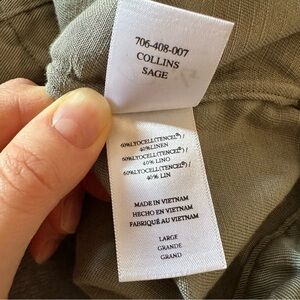 706-408-007
COLLINS
SAGE
60%LYOCELL(TENCEL®) /
40%LINEN
60%LYOCELL(TENCEL®) /
40% LINO
60%LYOCELL(TENCEL®) /
40% LIN
MADE IN VIETNAM
HECHO EN VIETNAM
FABRIQUÉ AU VIETNAM
LARGE
GRANDE
GRAND